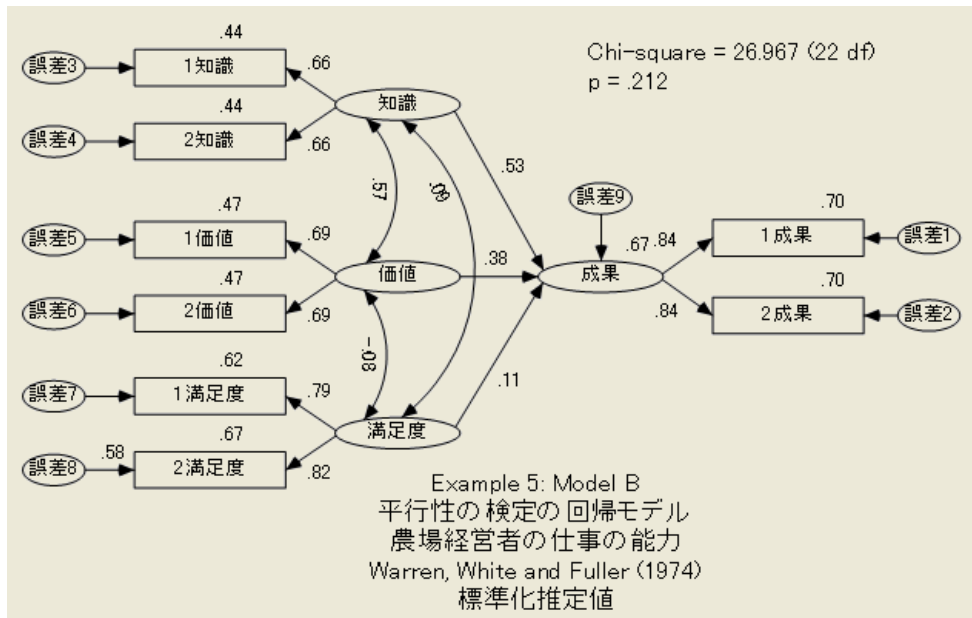 .44
誤差3
1知識
.66
Chi-square = 26.967 (22 df)
p = .212
知識
.44
誤差4
2知識
.66
.53
.57
.09
.47
誤差5
1価値
.69
誤差9
.70
1成果
誤差1
.67
.84
価値
.38
成果
.47
誤差6
2価値
.69
.70
2成果
誤差2
.84
-.08
.62
誤差7
1満足度
.79
.11
満足度
.67
誤差8
.58
2満足度
.82
Example 5: Model B
平行性の検定の回帰モデル
農場経営者の仕事の能力
Warren, White and Fuller (1974)
標準化推定値